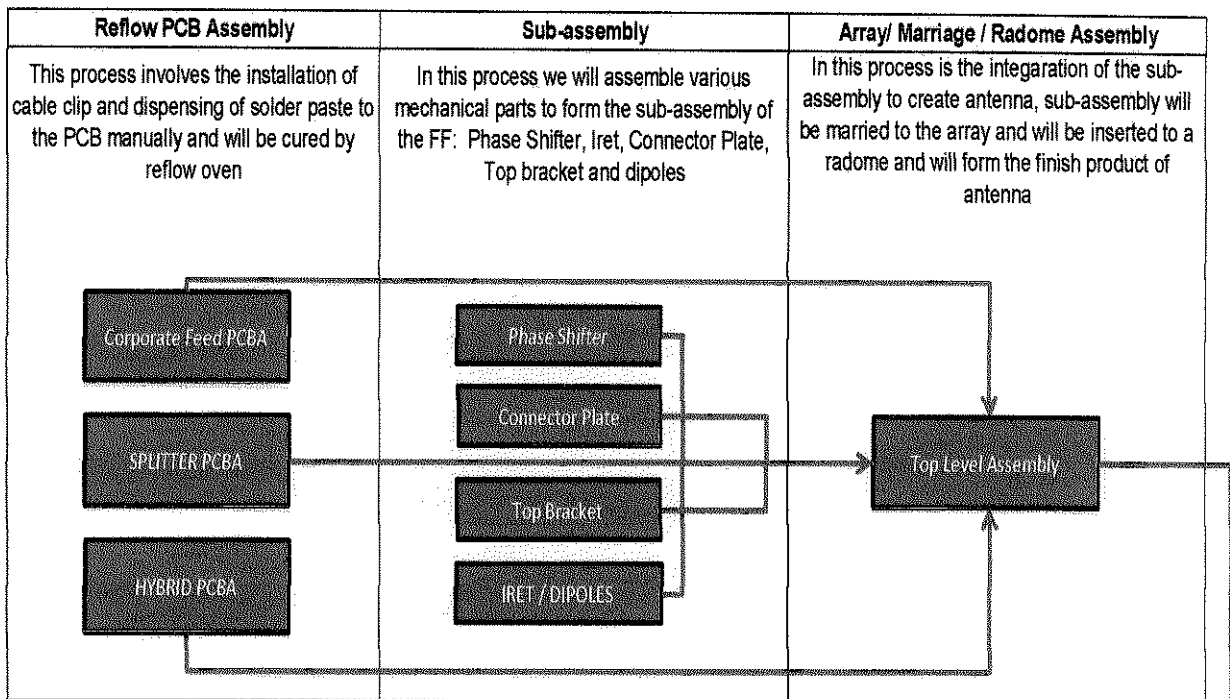 Reflow PCB Assembly
This process involves the installation of
cable clip and dispensing of solder paste to
the PCB manually and will be cured by
reflow oven
Sub-assembly
In this process we will assemble various
mechanical parts to form the sub-assembly of
the FF: Phase Shifter, Iret, Connector Plate,
Top bracket and dipoles
Array/ Marriage / Radome Assembly
In this process is the integaration of the sub-
assembly to create antenna, sub-assembly will
be married to the array and will be inserted to a
radome and will form the finish product of
antenna
Corporate Feed PCBA
SPLITTER PCBA
HYBRID PCBA
Phase Shifter
Connector Plate
Top Bracket
IRET / DIPOLES
Top Level Assembly